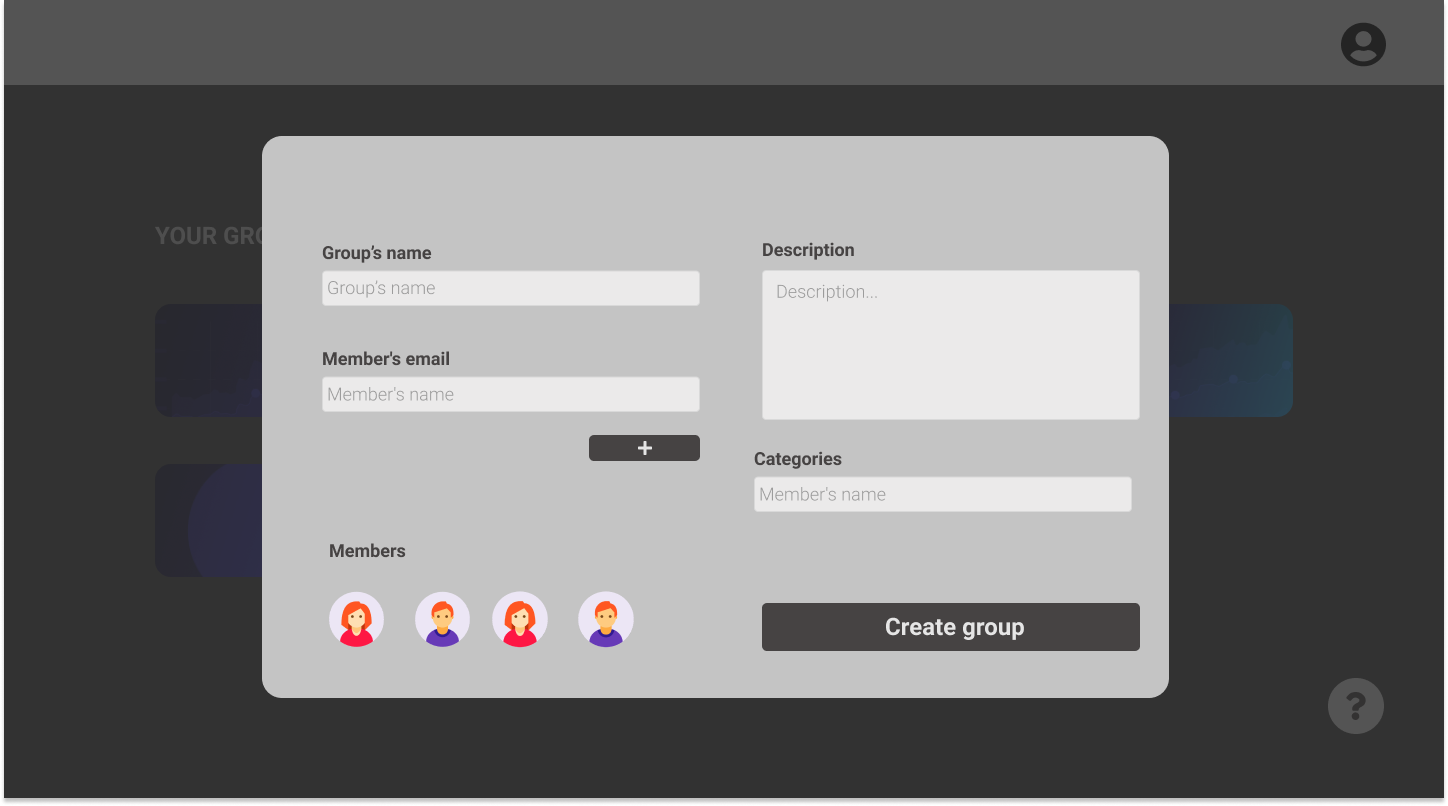 YOUR GRO
Group’s name
Group’s name
Member's email
Member's name
+
Members
Description
Description...
Categories
Member's name
Create group
?